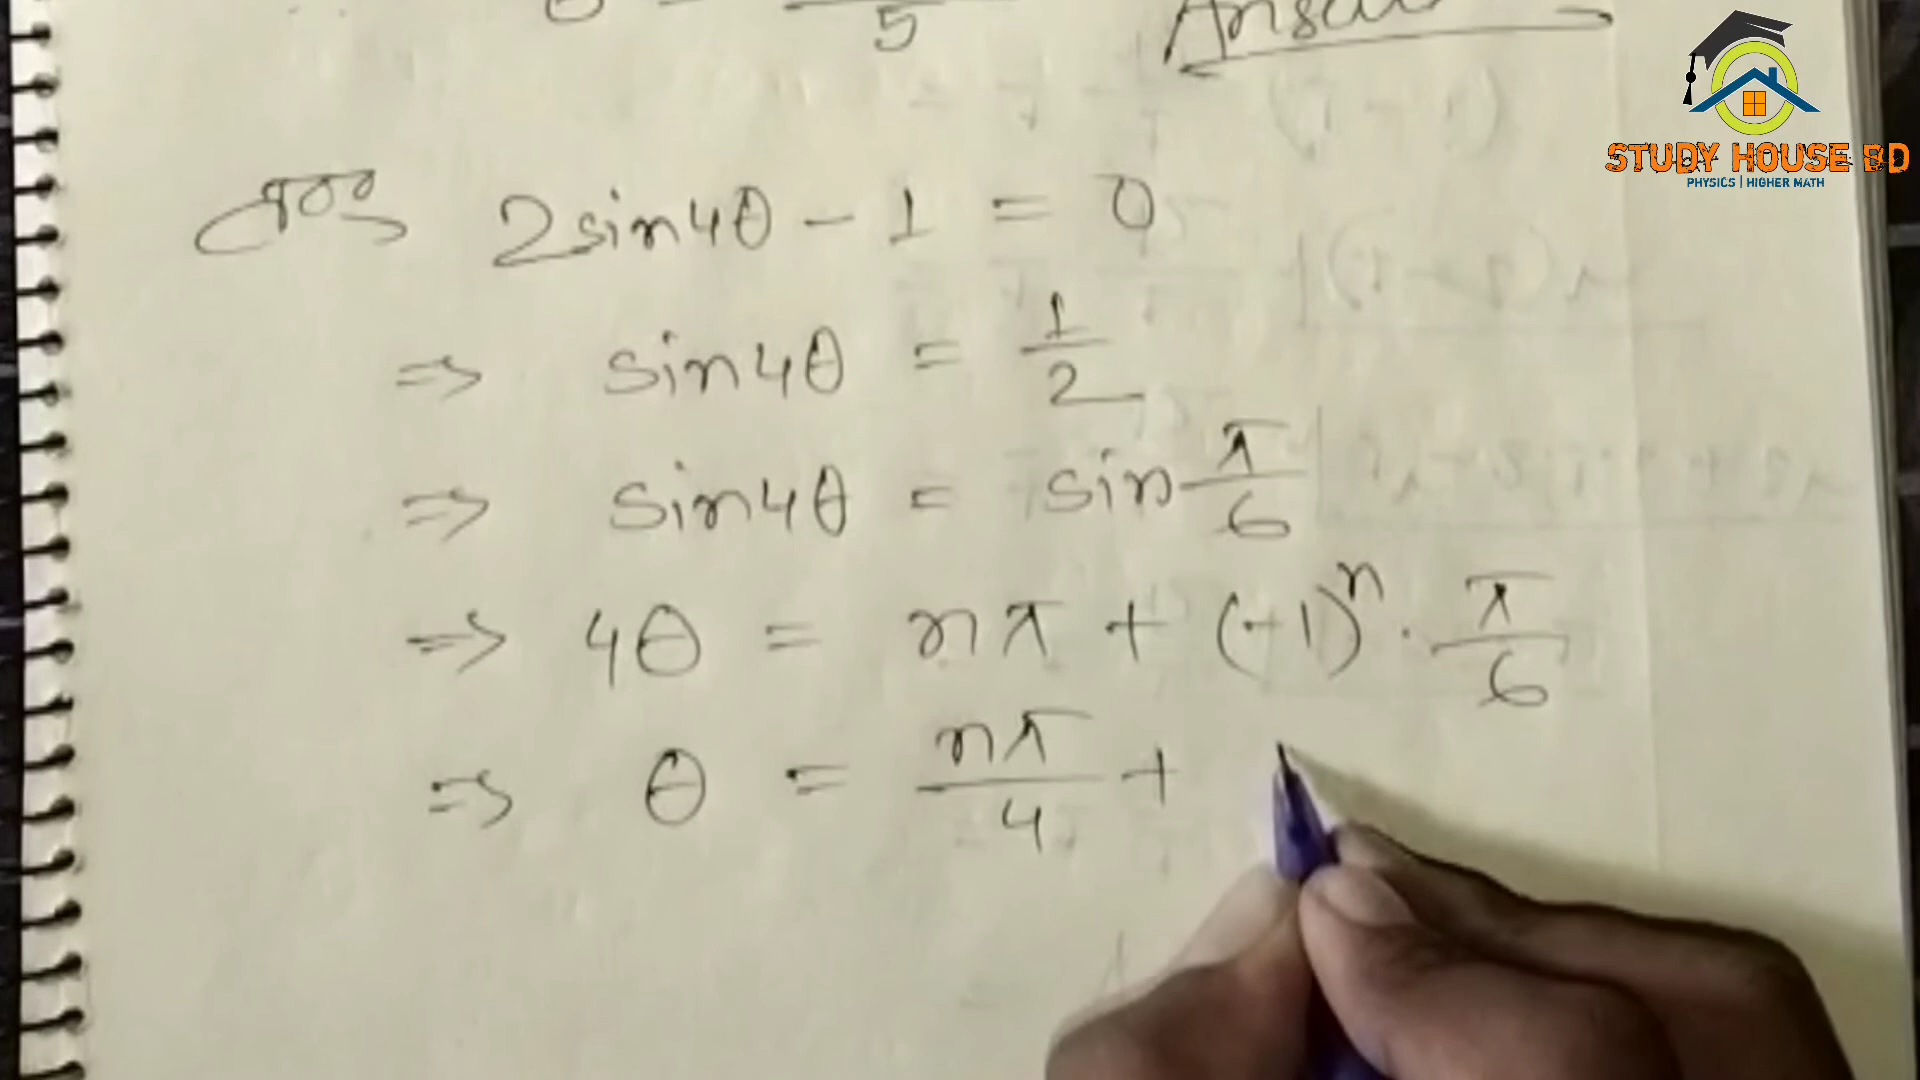 5 Answer
STUDY HOUSE BD
PHYSICS | HIGHER MATH
এবং 2sin4θ - 1 = 0
⇒ sin4θ = 1/2
⇒ sin4θ = sin π/6
⇒ 4θ = nπ + (-1)ⁿ · π/6
⇒ θ = nπ/4 +